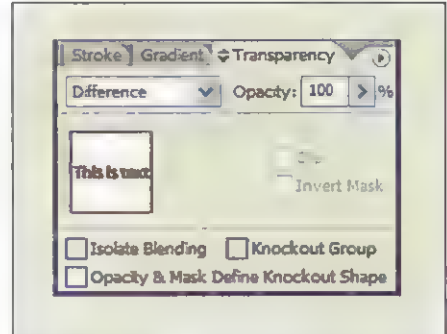 Stroke Gradient Transparency
Difference Opacity: 100 %
This is text
Invert Mask
Isolate Blending Knockout Group
Opacity & Mask Define Knockout Shape